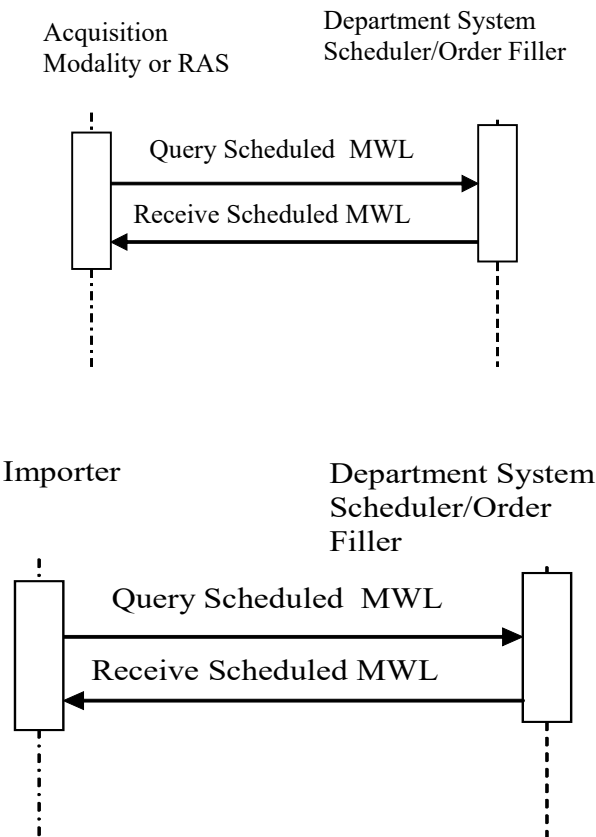 Acquisition
Modality or RAS
Department System
Scheduler/Order Filler
Query Scheduled  MWL
Receive Scheduled MWL
Importer
Department System
Scheduler/Order
Filler
Query Scheduled  MWL
Receive Scheduled MWL